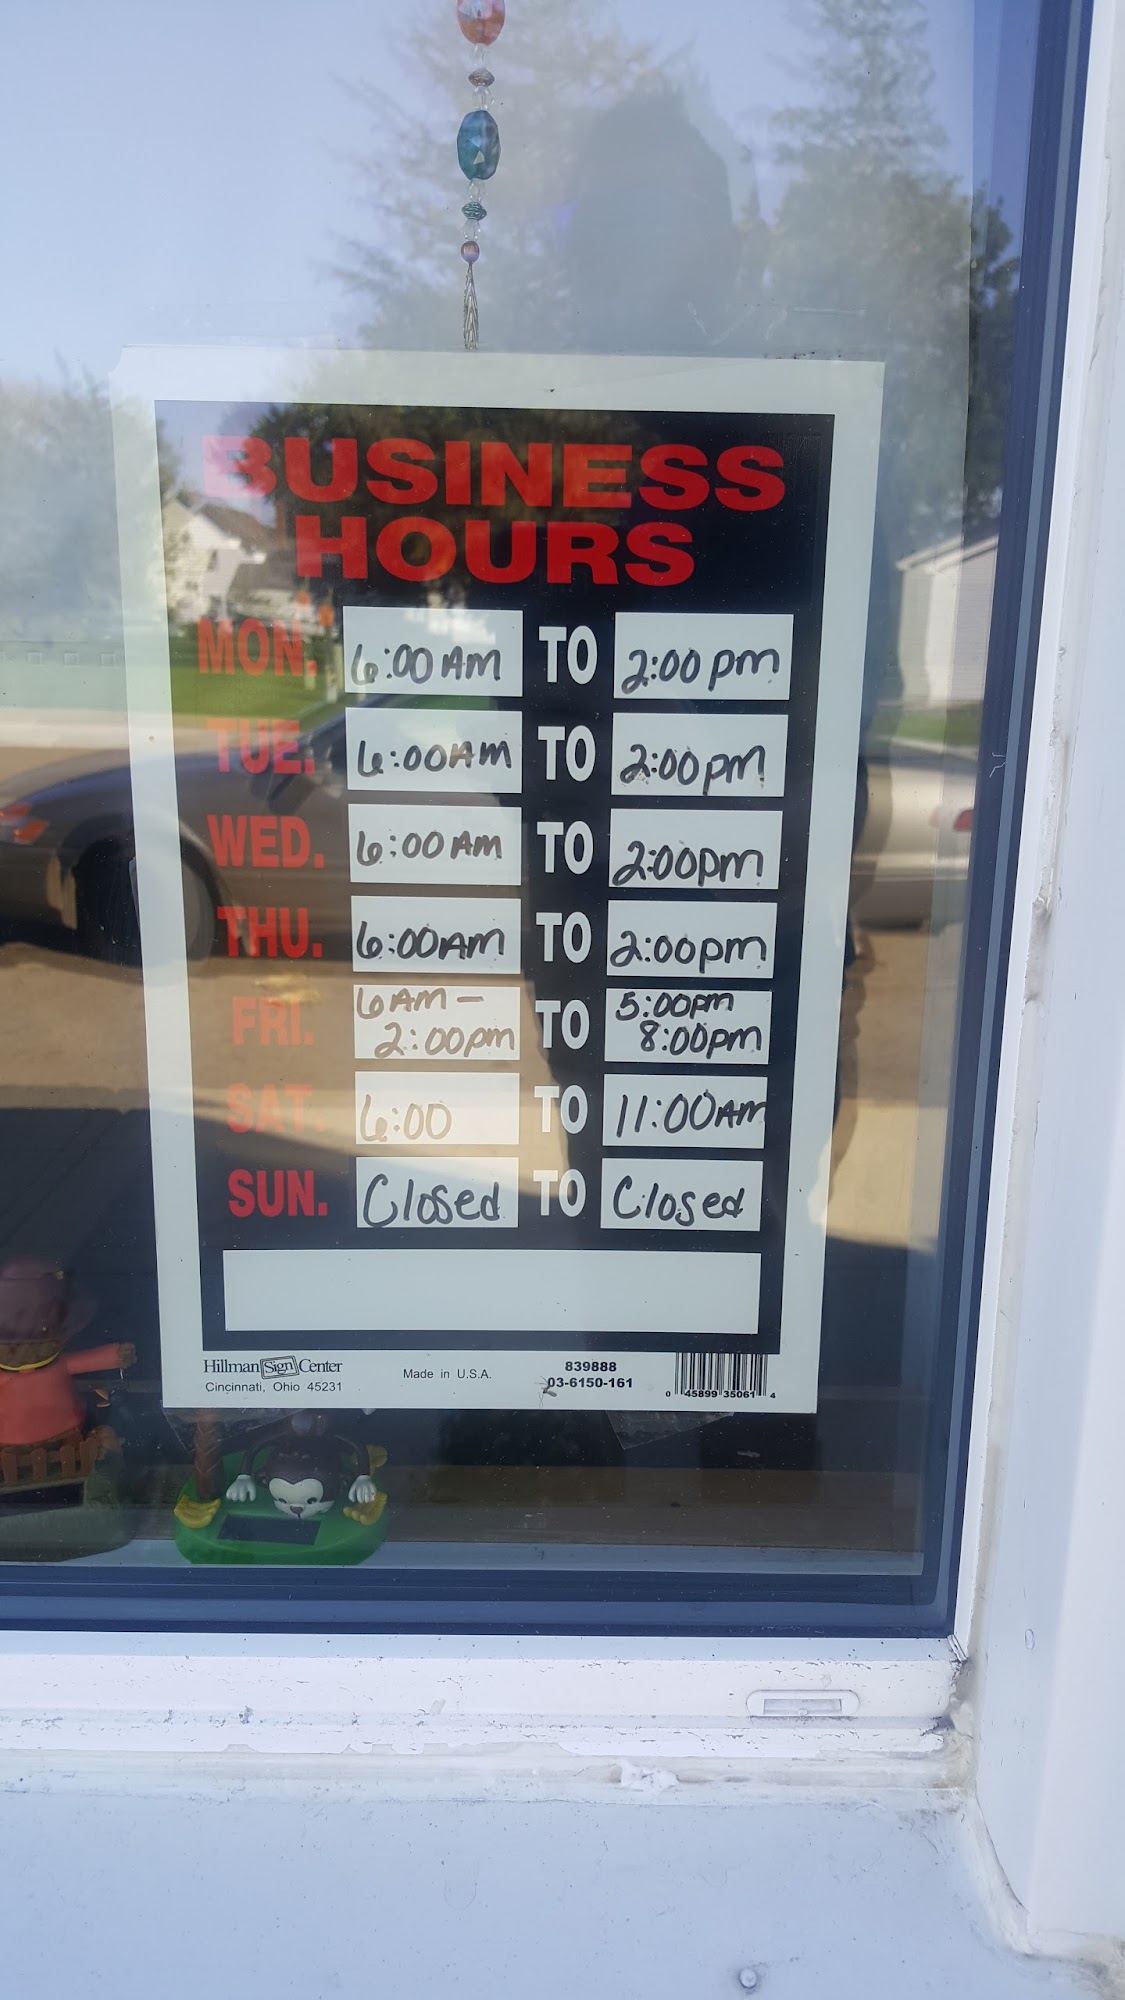 BUSINESS
HOURS
MON. 6:00 AM TO 2:00 pm
TUE. 6:00AM TO 2:00pm
WED. 6:00 AM TO 2:00pm
THU. 6:00AM TO 2:00pm
FRI. 6AM - 2:00pm TO 5:00pm 8:00pm
SAT. 6:00 TO 11:00AM
SUN. Closed TO Closed
Hillman Sign Center
Cincinnati, Ohio 45231
Made in U.S.A.
839888
03-6150-161
0 45899 35061 4